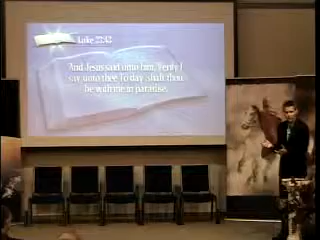 Luke 23:43
And Jesus said unto him, Verily I
say unto thee, To day shalt thou
be with me in paradise.